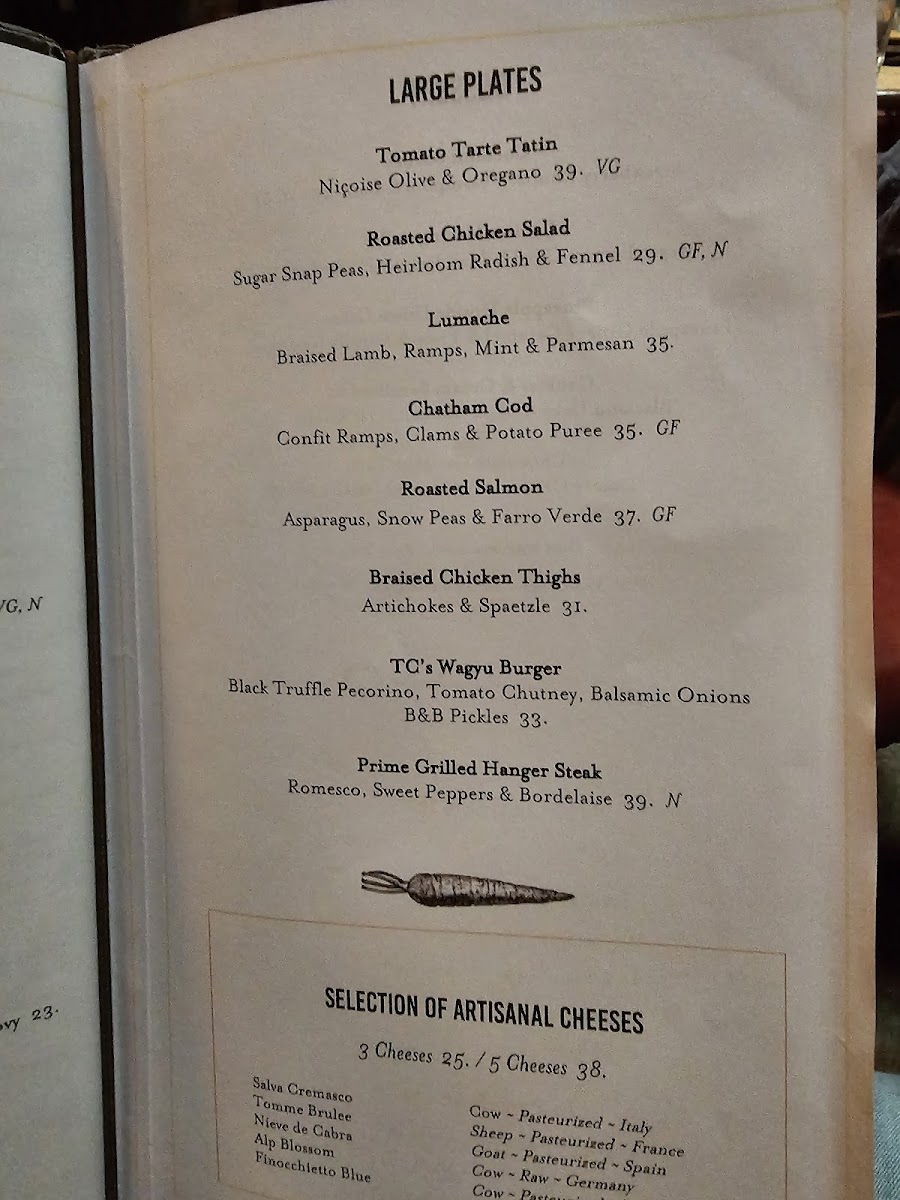 LARGE PLATES
Tomato Tarte Tatin
Niçoise Olive & Oregano 39. VG
Roasted Chicken Salad
Sugar Snap Peas, Heirloom Radish & Fennel 29. GF, N
Lumache
Braised Lamb, Ramps, Mint & Parmesan 35.
Chatham Cod
Confit Ramps, Clams & Potato Puree 35. GF
Roasted Salmon
Asparagus, Snow Peas & Farro Verde 37. GF
Braised Chicken Thighs
Artichokes & Spaetzle 31.
TC's Wagyu Burger
Black Truffle Pecorino, Tomato Chutney, Balsamic Onions
B&B Pickles 33.
Prime Grilled Hanger Steak
Romesco, Sweet Peppers & Bordelaise 39. N
SELECTION OF ARTISANAL CHEESES
3 Cheeses 25. / 5 Cheeses 38.
Salva Cremasco Cow ~ Pasteurized ~ Italy
Tomme Brulee Sheep ~ Pasteurized ~ France
Nieve de Cabra Goat ~ Pasteurized ~ Spain
Alp Blossom Cow ~ Raw ~ Germany
Finocchietto Blue Cow ~
VG, N
23.